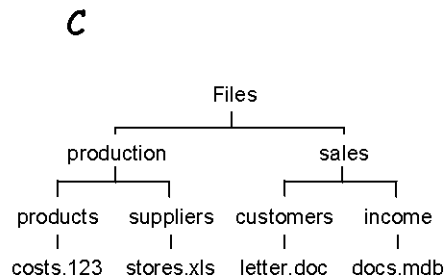 C
Files
production sales
products suppliers customers income
costs.123 stores.xls letter.doc docs.mdb